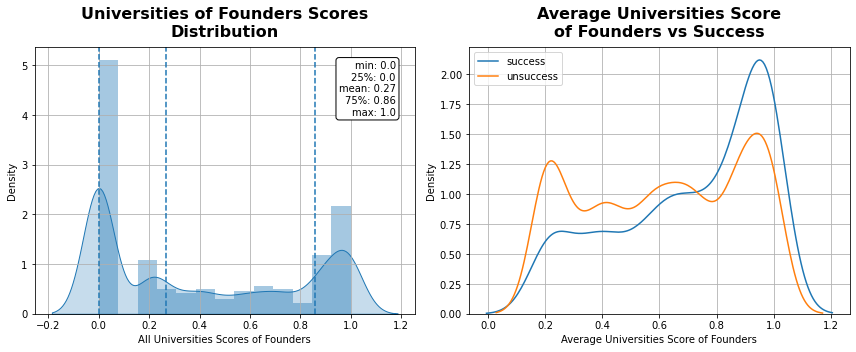 Universities of Founders Scores
Distribution
Density
5
4
3
2
1
0
min: 0.0
25%: 0.0
mean: 0.27
75%: 0.86
max: 1.0
−0.2 0.0 0.2 0.4 0.6 0.8 1.0 1.2
All Universities Scores of Founders
Average Universities Score
of Founders vs Success
Density
2.00
1.75
1.50
1.25
1.00
0.75
0.50
0.25
0.00
success
unsuccess
0.0 0.2 0.4 0.6 0.8 1.0 1.2
Average Universities Score of Founders